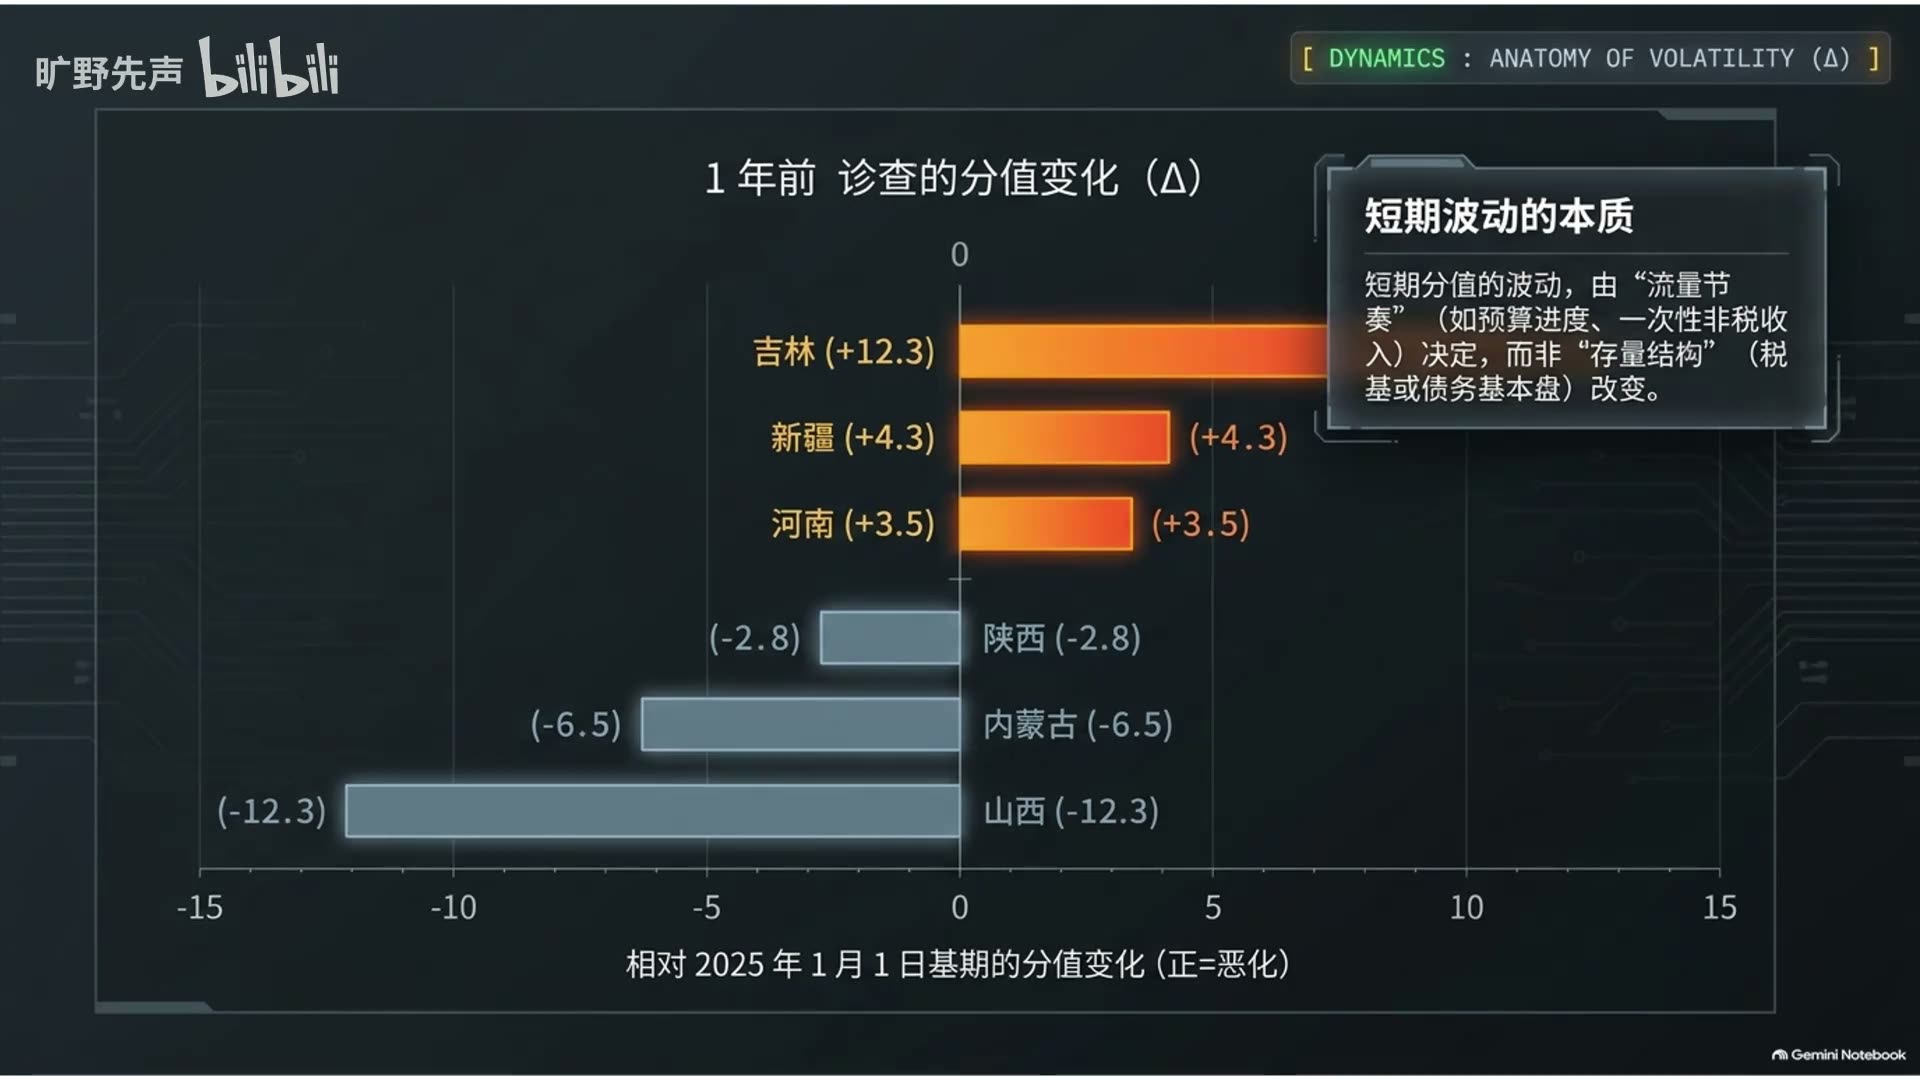 旷野先声 bilibili
[ DYNAMICS : ANATOMY OF VOLATILITY (Δ) ]
1 年前 诊查的分值变化（Δ）
短期波动的本质
短期分值的波动，由“流量节
奏”（如预算进度、一次性非税收
入）决定，而非“存量结构”（税
基或债务基本盘）改变。
0
吉林 (+12.3)
新疆 (+4.3) (+4.3)
河南 (+3.5) (+3.5)
(-2.8) 陕西 (-2.8)
(-6.5) 内蒙古 (-6.5)
(-12.3) 山西 (-12.3)
-15 -10 -5 0 5 10 15
相对 2025 年 1 月 1 日基期的分值变化 (正=恶化)
Gemini Notebook